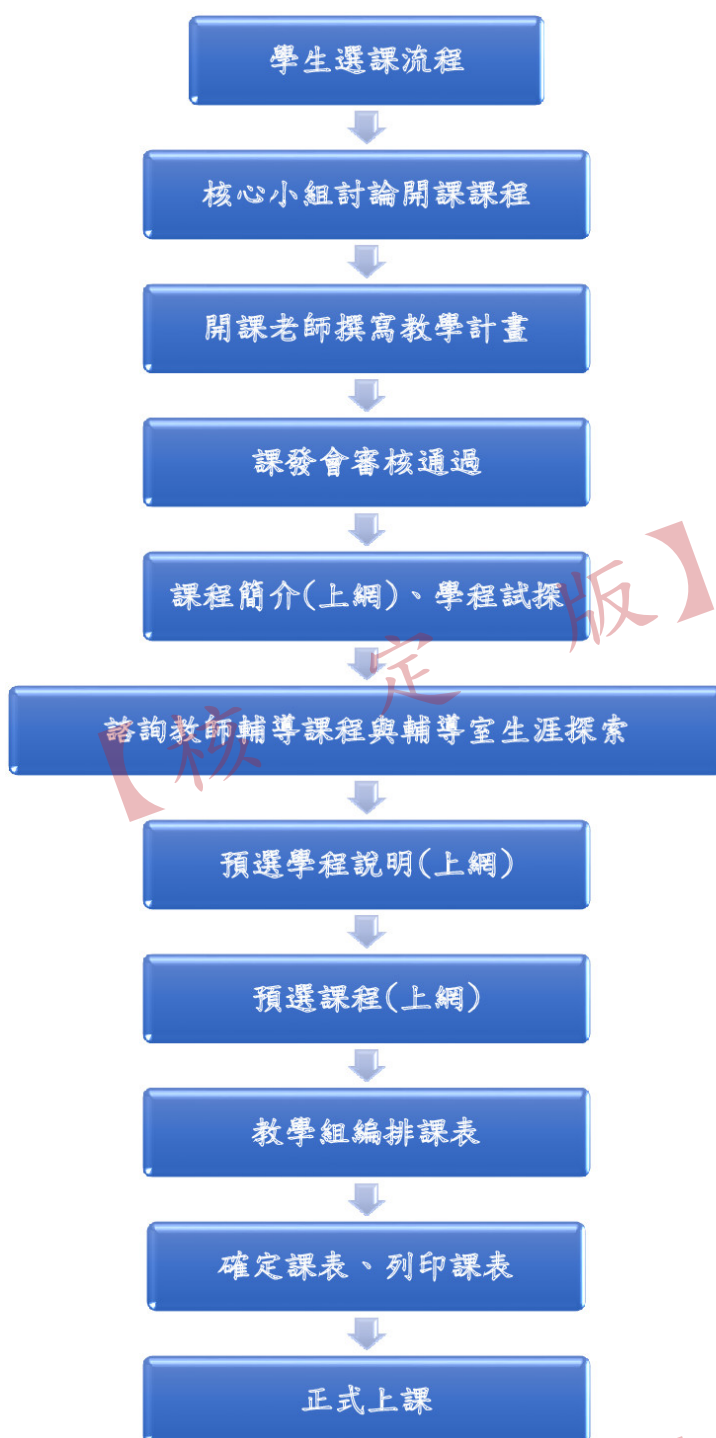 學生選課流程
核心小組討論開課課程
開課老師撰寫教學計畫
課發會審核通過
課程簡介(上網)、學程試探
諮詢教師輔導課程與輔導室生涯探索
預選學程說明(上網)
預選課程(上網)
教學組編排課表
確定課表、列印課表
正式上課
【核定版】